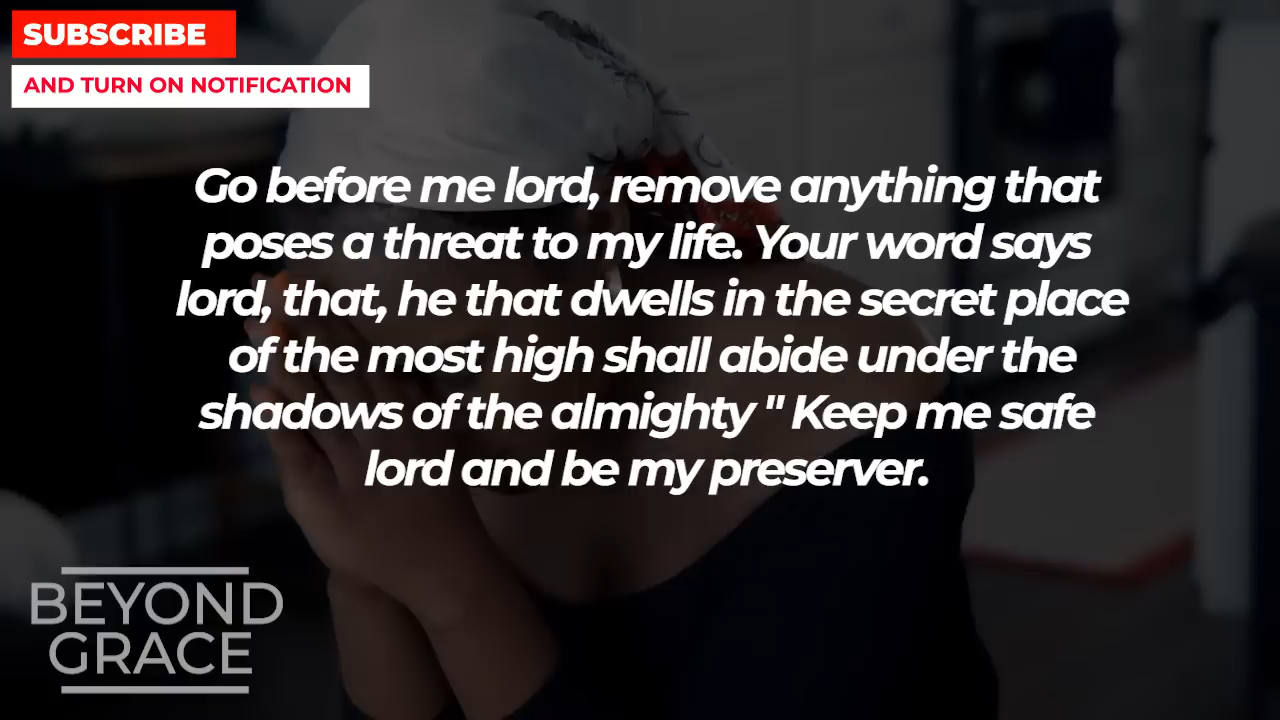 SUBSCRIBE
AND TURN ON NOTIFICATION
Go before me lord, remove anything that
poses a threat to my life. Your word says
lord, that, he that dwells in the secret place
of the most high shall abide under the
shadows of the almighty " Keep me safe
lord and be my preserver.
BEYOND
GRACE